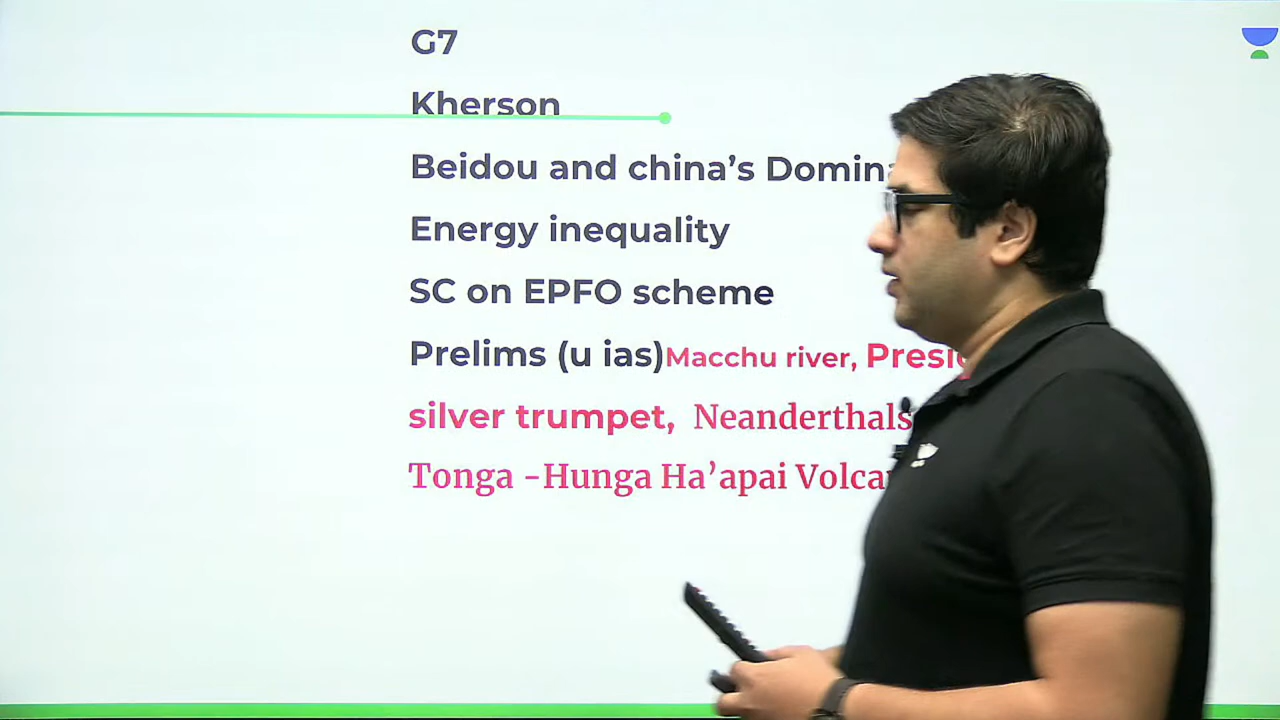 G7
Kherson
Beidou and china's
Energy inequality
SC on EPFO scheme
Prelims (u ias)Macchu river,
silver trumpet, Neanderthals
Tonga -Hunga Ha'apai